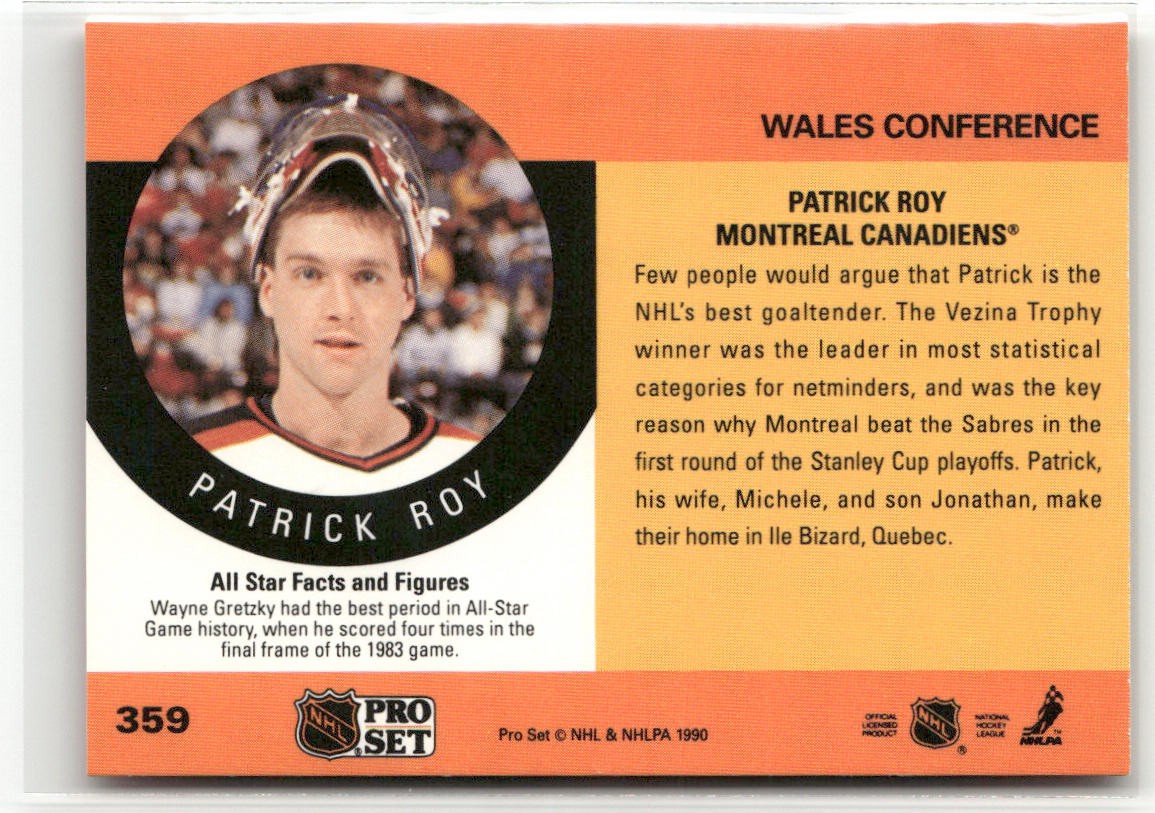 WALES CONFERENCE
PATRICK ROY
MONTREAL CANADIENS®
Few people would argue that Patrick is the
NHL's best goaltender. The Vezina Trophy
winner was the leader in most statistical
categories for netminders, and was the key
reason why Montreal beat the Sabres in the
first round of the Stanley Cup playoffs. Patrick,
his wife, Michele, and son Jonathan, make
their home in Ile Bizard, Quebec.
PATRICK ROY
All Star Facts and Figures
Wayne Gretzky had the best period in All-Star
Game history, when he scored four times in the
final frame of the 1983 game.
359
NHL ®
PRO
SET
Pro Set © NHL & NHLPA 1990
OFFICIAL
LICENSED
PRODUCT
NHL ®
NATIONAL
HOCKEY
LEAGUE
NHLPA ™